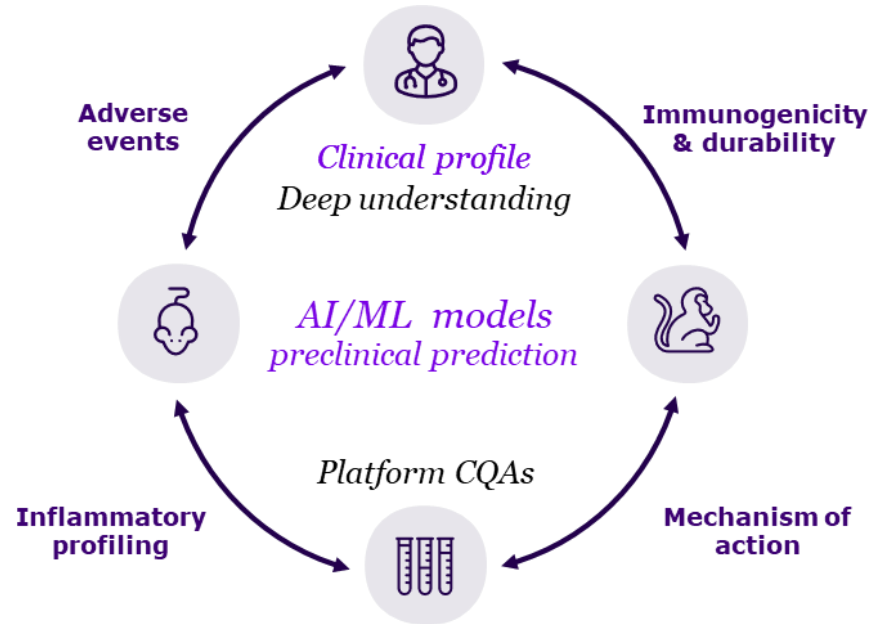 Adverse
events
Immunogenicity
& durability
Clinical profile
Deep understanding
AI/ML models
preclinical prediction
Platform CQAs
Inflammatory
profiling
Mechanism of
action